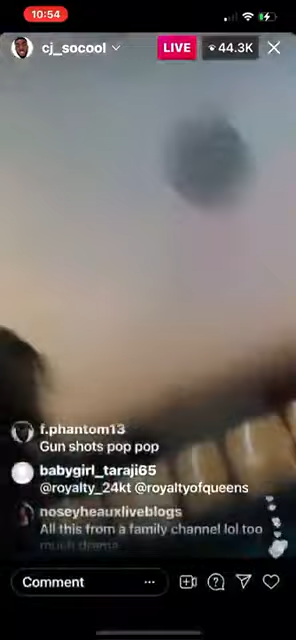 10:54
cj_socool
LIVE
44.3K
f.phantom13
Gun shots pop pop
babygirl_taraji65
@royalty_24kt @royaltyofqueens
noseyheauxliveblogs
All this from a family channel lol too
much drama
Comment